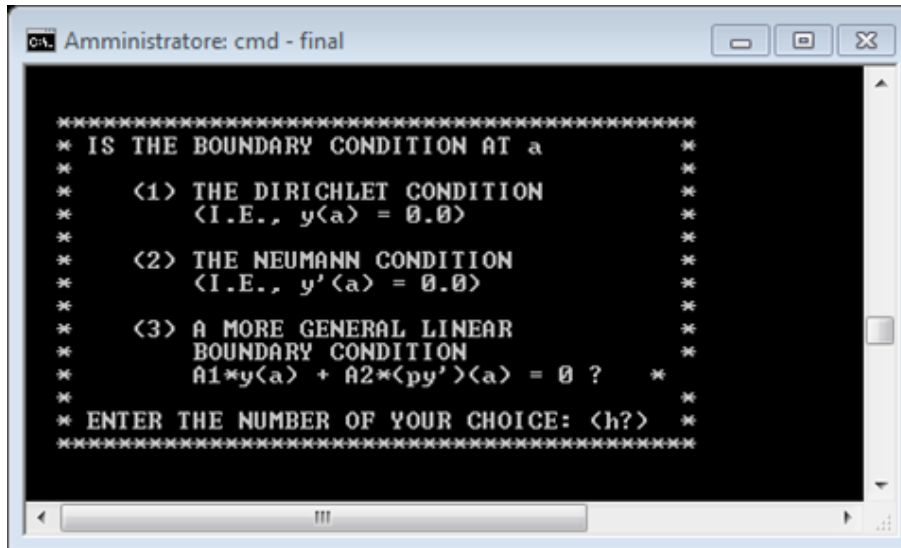 Amministratore: cmd - final
******************************************
* IS THE BOUNDARY CONDITION AT a         *
*                                        *
*    (1) THE DIRICHLET CONDITION         *
*        (I.E., y(a) = 0.0)              *
*                                        *
*    (2) THE NEUMANN CONDITION           *
*        (I.E., y'(a) = 0.0)             *
*                                        *
*    (3) A MORE GENERAL LINEAR           *
*        BOUNDARY CONDITION              *
*        A1*y(a) + A2*(py')(a) = 0 ?   *
*                                        *
* ENTER THE NUMBER OF YOUR CHOICE: (h?)  *
******************************************